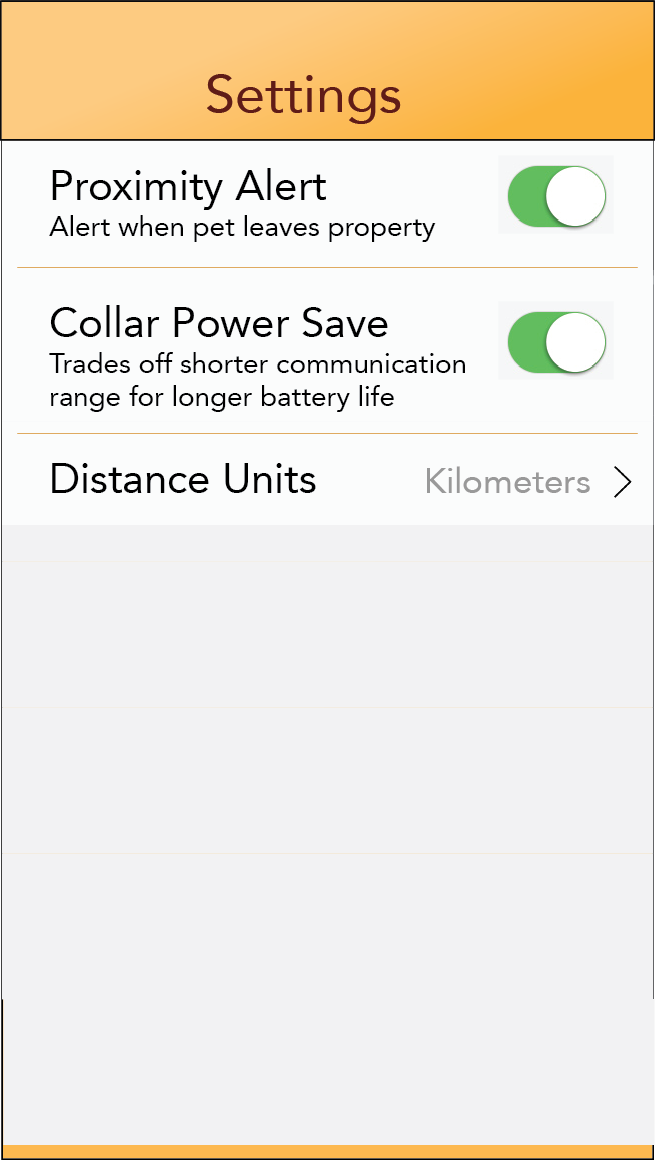 Settings
Proximity Alert
Alert when pet leaves property
Collar Power Save
Trades off shorter communication
range for longer battery life
Distance Units Kilometers